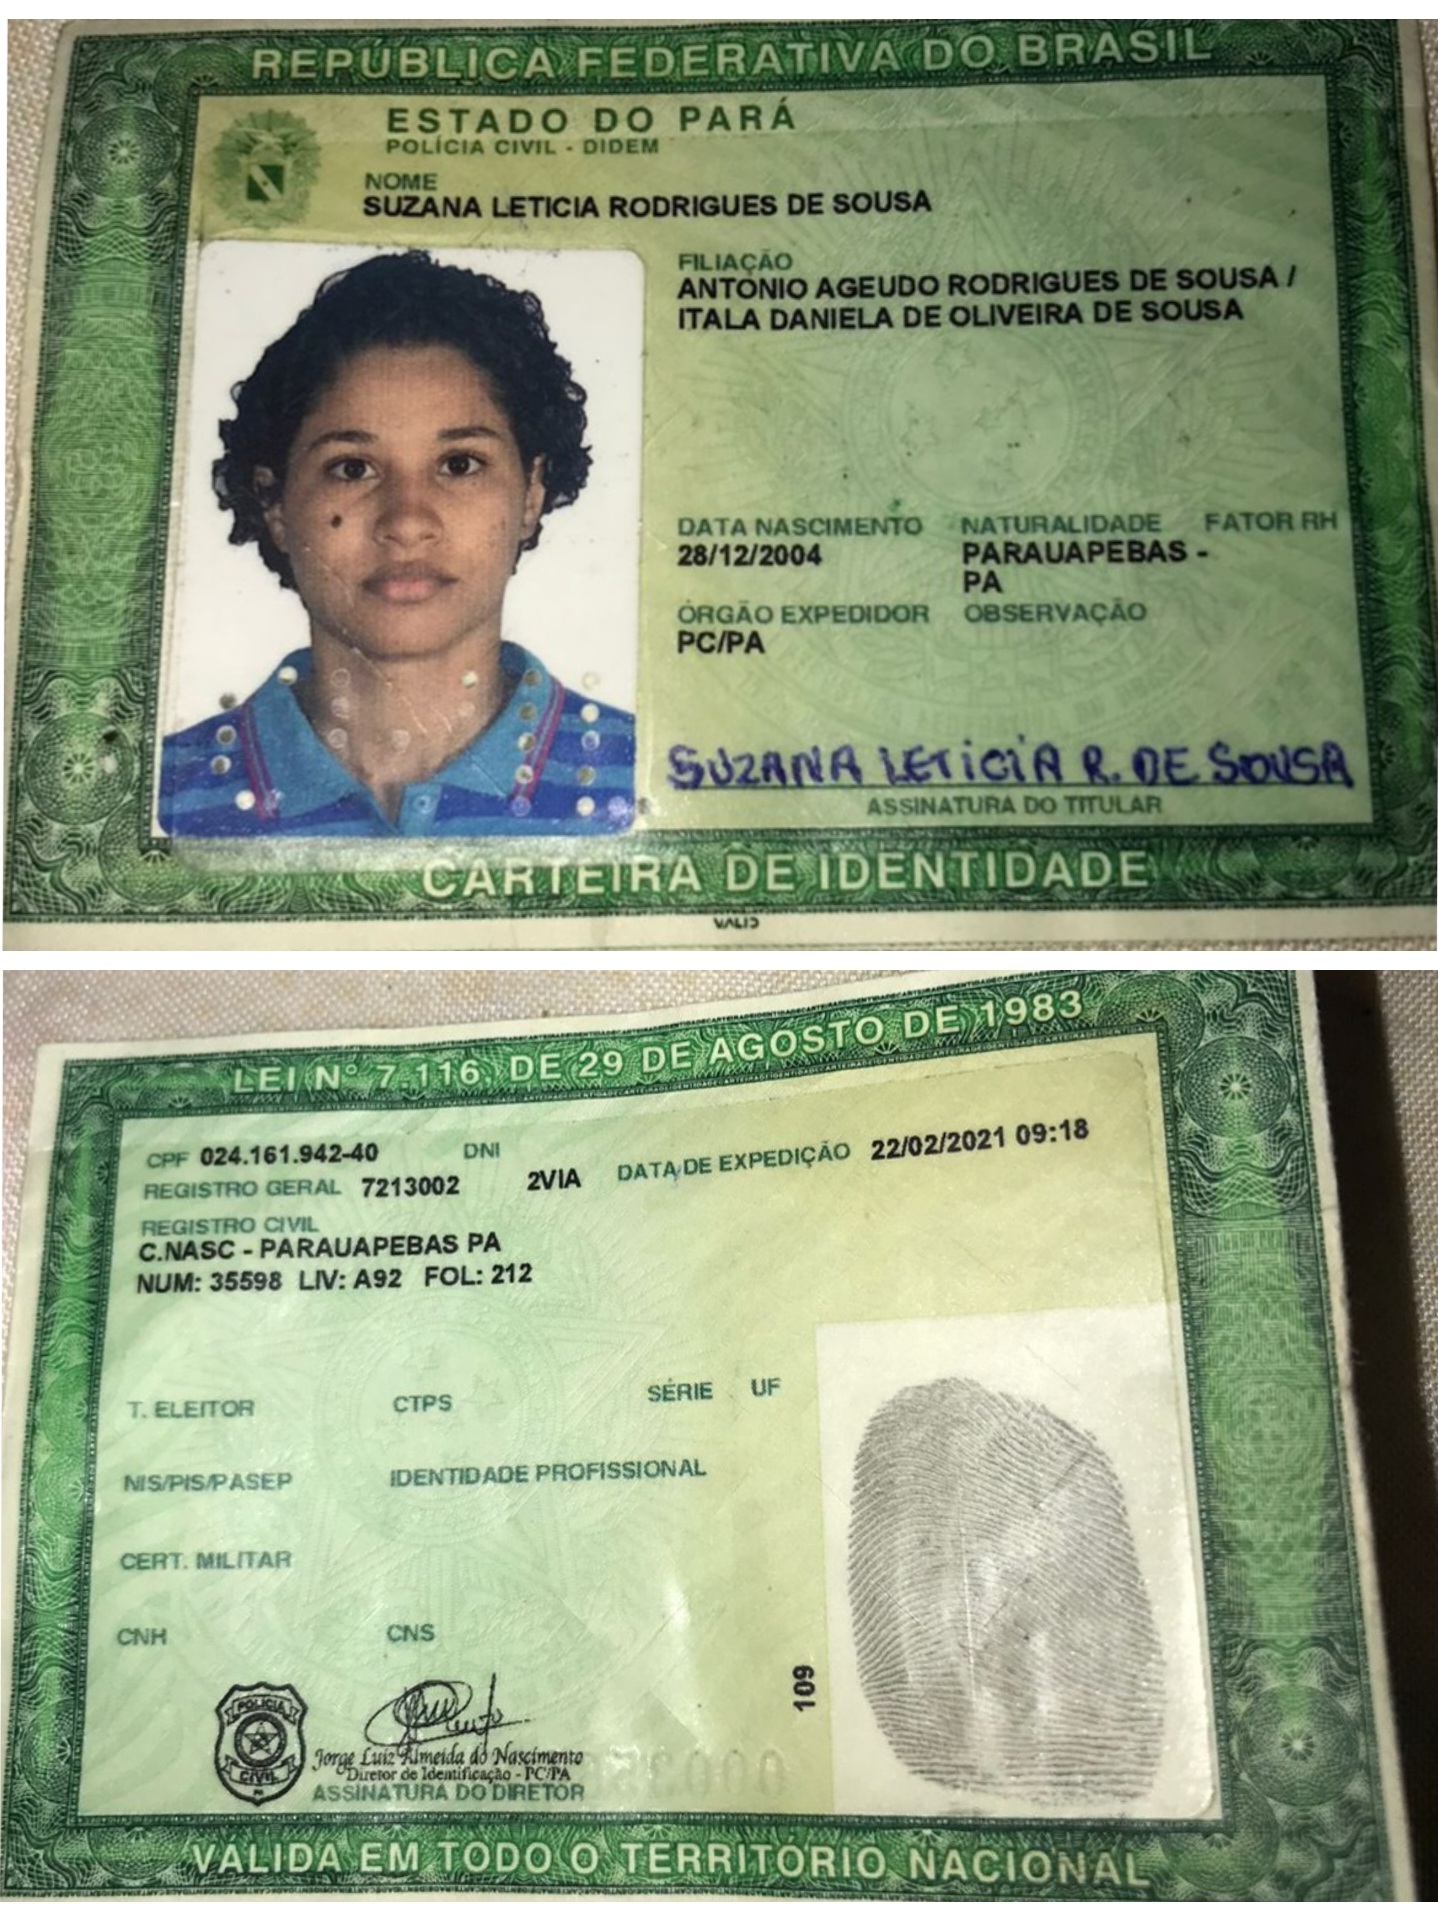 REPÚBLICA FEDERATIVA DO BRASIL
ESTADO DO PARÁ
POLÍCIA CIVIL - DIDEM
NOME
SUZANA LETICIA RODRIGUES DE SOUSA
FILIAÇÃO
ANTONIO AGEUDO RODRIGUES DE SOUSA /
ITALA DANIELA DE OLIVEIRA DE SOUSA
DATA NASCIMENTO NATURALIDADE FATOR RH
28/12/2004 PARAUAPEBAS -
PA
ÓRGÃO EXPEDIDOR OBSERVAÇÃO
PC/PA
SUZANA LETICIA R. DE SOUSA
ASSINATURA DO TITULAR
CARTEIRA DE IDENTIDADE
LEI N° 7.116, DE 29 DE AGOSTO DE 1983
CPF 024.161.942-40 DNI
REGISTRO GERAL 7213002 2VIA DATA DE EXPEDIÇÃO 22/02/2021 09:18
REGISTRO CIVIL
C.NASC - PARAUAPEBAS PA
NUM: 35598 LIV: A92 FOL: 212
T. ELEITOR CTPS SÉRIE UF
NIS/PIS/PASEP IDENTIDADE PROFISSIONAL
CERT. MILITAR
CNH CNS
109
POLICIA
CIVIL
Jorge Luiz Almeida do Nascimento
Diretor de Identificação - PC/PA
ASSINATURA DO DIRETOR
VÁLIDA EM TODO O TERRITÓRIO NACIONAL